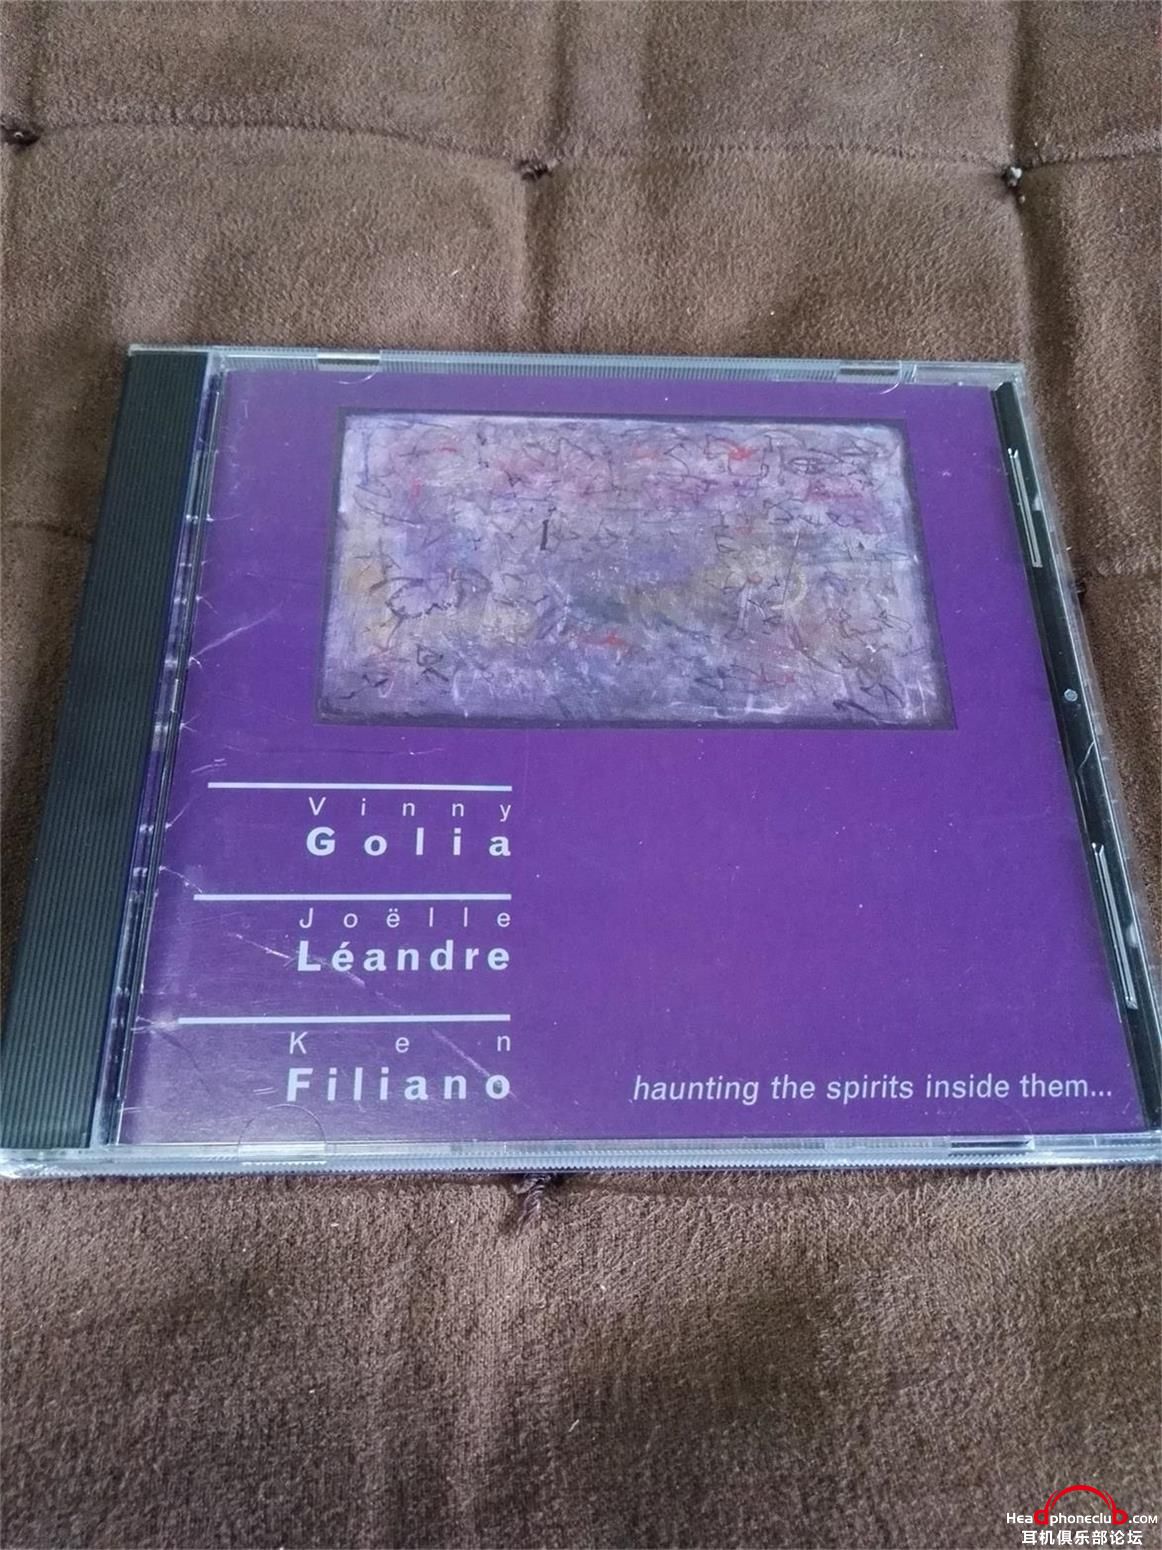 Vinny
Golia
Joëlle
Léandre
Ken
Filiano
haunting the spirits inside them...
Headphoneclub.com
耳机俱乐部论坛